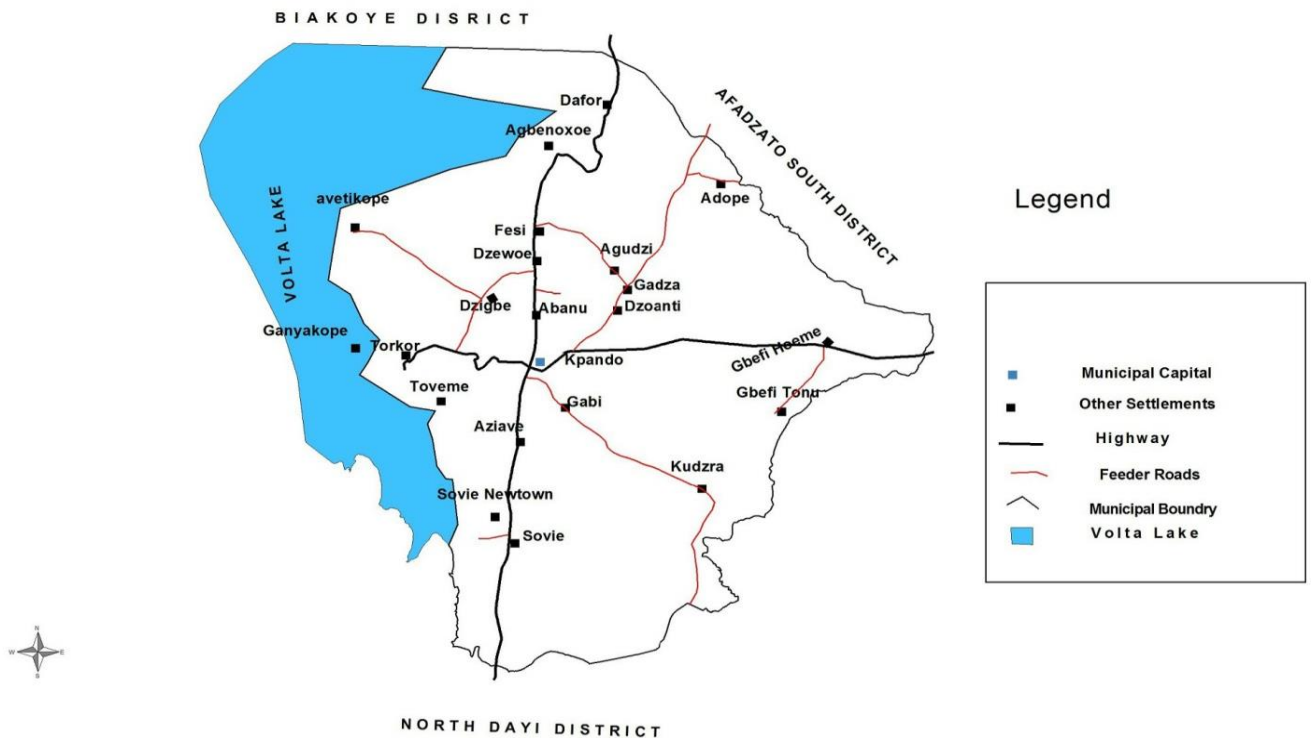 BIAKOYE DISRICT
Dafor
Agbenoxoe
AFADZATO SOUTH DISTRICT
avetikope
Adope
VOLTA LAKE
Fesi
Agudzi
Dzewoe
Gadza
Dzigbe
Abanu
Dzoanti
Ganyakope
Torkor
Kpando
Gbefi Hoeme
Toveme
Gabi
Gbefi Tonu
Aziave
Kudzra
Sovie Newtown
Sovie
NORTH DAYI DISTRICT
N
W
E
S
Legend
Municipal Capital
Other Settlements
Highway
Feeder Roads
Municipal Boundry
Volta Lake